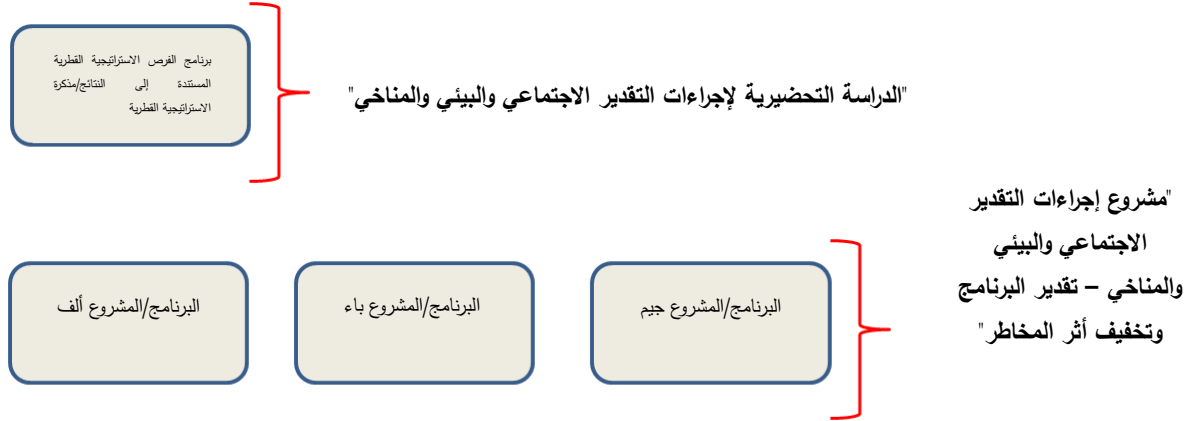 برنامج الفرص الاستراتيجية القطرية
المستندة إلى النتائج/مذكرة
الاستراتيجية القطرية
"الدراسة التحضيرية لإجراءات التقدير الاجتماعي والبيئي والمناخي"
"مشروع إجراءات التقدير
الاجتماعي والبيئي
والمناخي – تقدير البرنامج
وتخفيف أثر المخاطر"
البرنامج/المشروع جيم
البرنامج/المشروع باء
البرنامج/المشروع ألف